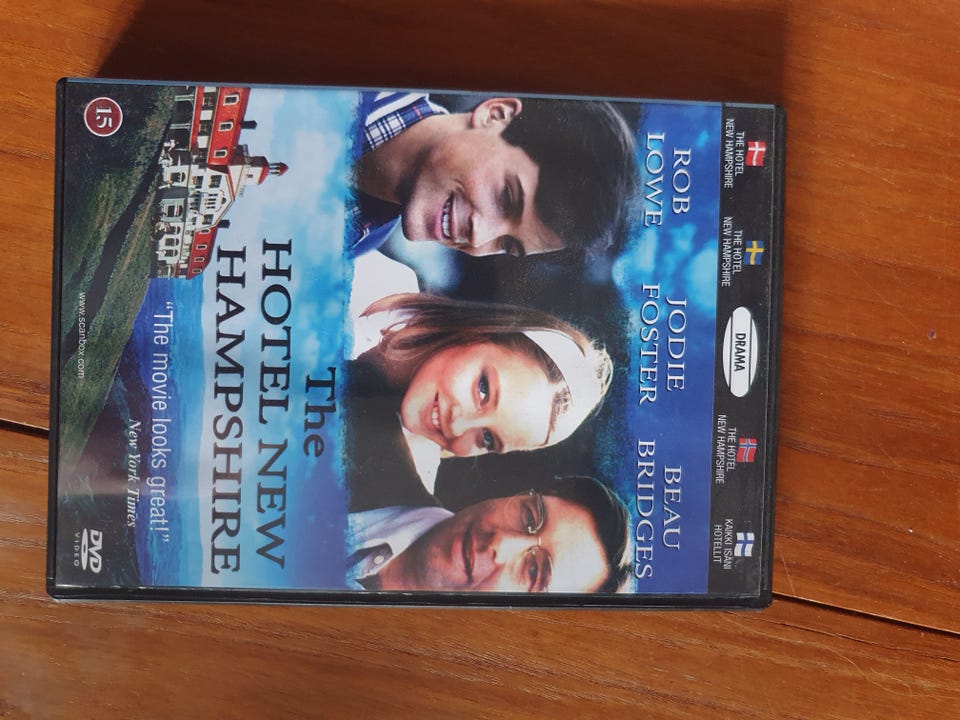 THE HOTEL
NEW HAMPSHIRE
THE HOTEL
NEW HAMPSHIRE
DRAMA
THE HOTEL
NEW HAMPSHIRE
KAIKKI ISÄNI
HOTELLIT
ROB
LOWE
JODIE
FOSTER
BEAU
BRIDGES
The
HOTEL NEW
HAMPSHIRE
"The movie looks great!"
New York Times
www.scanbox.com
15
DVD
VIDEO